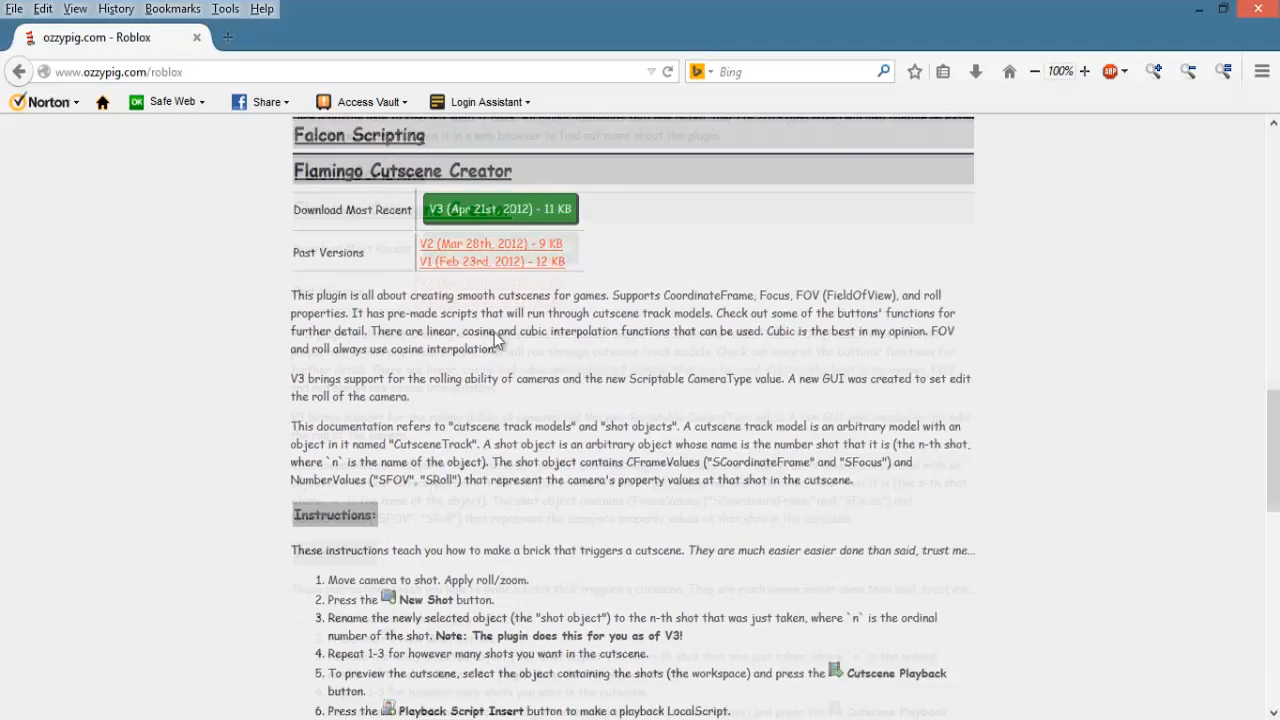 File Edit View History Bookmarks Tools Help
ozzypig.com - Roblox
www.ozzypig.com/roblox
Bing
100%
ABP
Norton
OK Safe Web
Share
Access Vault
Login Assistant
Falcon Scripting
Flamingo Cutscene Creator
Download Most Recent V3 (Apr 21st, 2012) - 11 KB
Past Versions V2 (Mar 28th, 2012) - 9 KB
V1 (Feb 23rd, 2012) - 12 KB
This plugin is all about creating smooth cutscenes for games. Supports CoordinateFrame, Focus, FOV (FieldOfView), and roll
properties. It has pre-made scripts that will run through cutscene track models. Check out some of the buttons' functions for
further detail. There are linear, cosine and cubic interpolation functions that can be used. Cubic is the best in my opinion. FOV
and roll always use cosine interpolation.
V3 brings support for the rolling ability of cameras and the new Scriptable CameraType value. A new GUI was created to set edit
the roll of the camera.
This documentation refers to "cutscene track models" and "shot objects". A cutscene track model is an arbitrary model with an
object in it named "CutsceneTrack". A shot object is an arbitrary object whose name is the number shot that it is (the n-th shot,
where `n` is the name of the object). The shot object contains CFrameValues ("SCoordinateFrame" and "SFocus") and
NumberValues ("SFOV", "SRoll") that represent the camera's property values at that shot in the cutscene.
Instructions:
These instructions teach you how to make a brick that triggers a cutscene. They are much easier easier done than said, trust me...
1. Move camera to shot. Apply roll/zoom.
2. Press the New Shot button.
3. Rename the newly selected object (the "shot object") to the n-th shot that was just taken, where `n` is the ordinal
number of the shot. Note: The plugin does this for you as of V3!
4. Repeat 1-3 for however many shots you want in the cutscene.
5. To preview the cutscene, select the object containing the shots (the workspace) and press the Cutscene Playback
button.
6. Press the Playback Script Insert button to make a playback LocalScript.